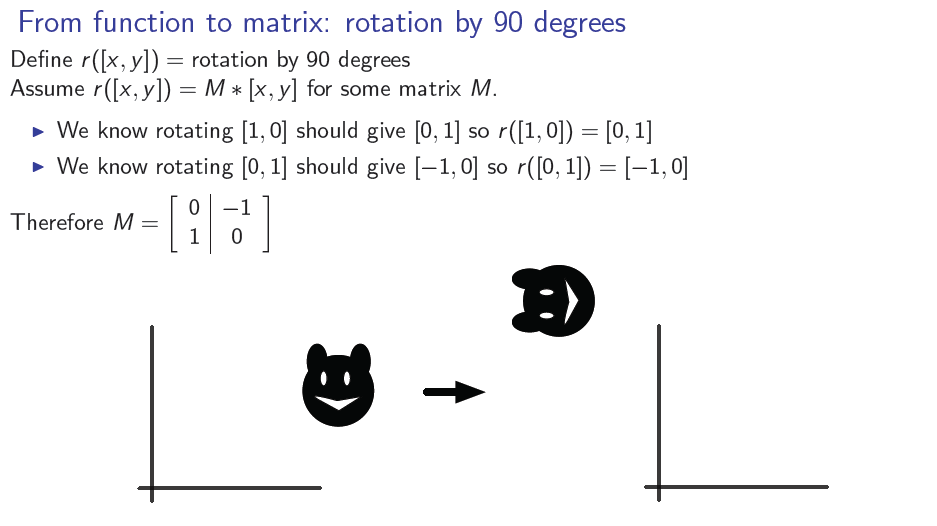 From function to matrix: rotation by 90 degrees
Define r([x, y]) = rotation by 90 degrees
Assume r([x, y]) = M ∗ [x, y] for some matrix M.
▶ We know rotating [1, 0] should give [0, 1] so r([1, 0]) = [0, 1]
▶ We know rotating [0, 1] should give [−1, 0] so r([0, 1]) = [−1, 0]
Therefore M = [ 0 | −1
1 | 0 ]